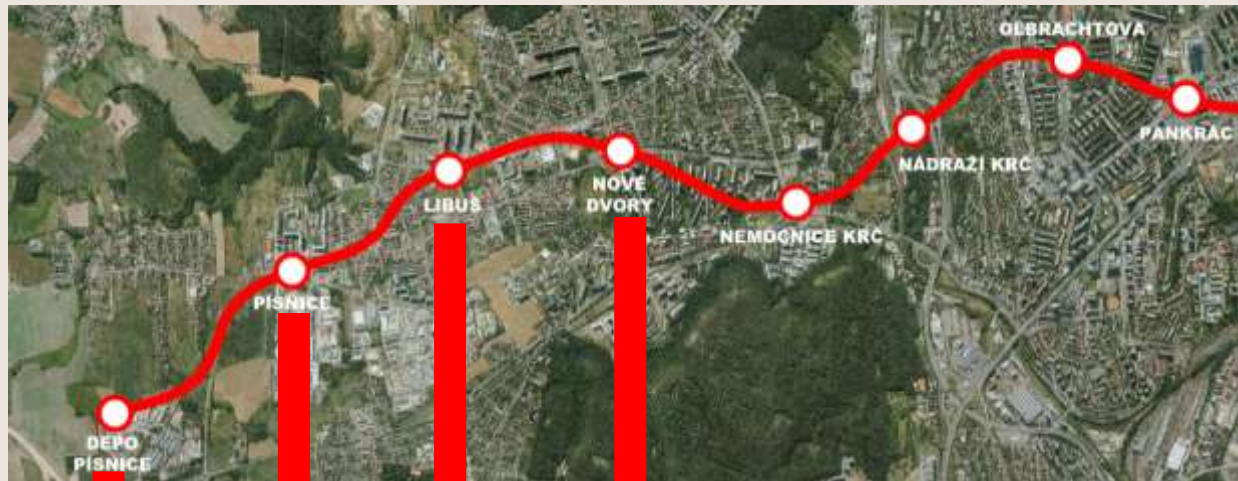 OLBRACHTOVA
PANKRÁC
NÁDRAŽÍ KRČ
NOVÉ
DVORY
LIBUŠ
NEMOCNICE KRČ
PÍSNICE
DEPO
PÍSNICE